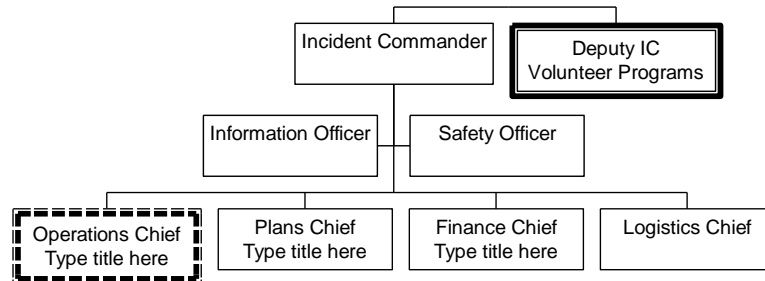 Incident Commander
Deputy IC
Volunteer Programs
Information Officer
Safety Officer
Operations Chief
Type title here
Plans Chief
Type title here
Finance Chief
Type title here
Logistics Chief